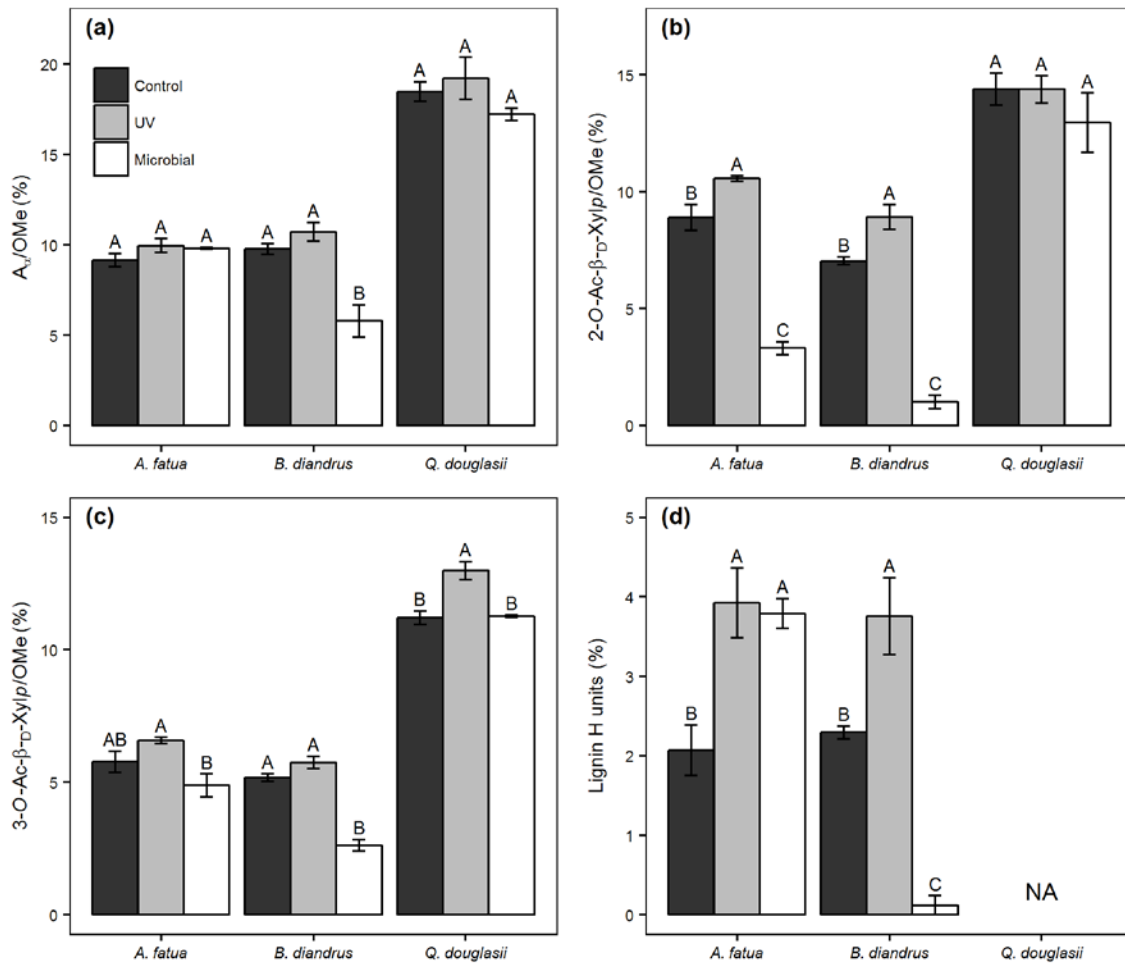 (a)
Control
UV
Microbial
Aα/OMe (%)
20
15
10
5
0
A A A
A A B
A A A
A. fatua B. diandrus Q. douglasii
(b)
2-O-Ac-β-D-Xylp/OMe (%)
15
10
5
0
B A C
B A C
A A A
A. fatua B. diandrus Q. douglasii
(c)
3-O-Ac-β-D-Xylp/OMe (%)
15
10
5
0
AB A B
A A B
B A B
A. fatua B. diandrus Q. douglasii
(d)
Lignin H units (%)
5
4
3
2
1
0
B A A
B A C
NA
A. fatua B. diandrus Q. douglasii